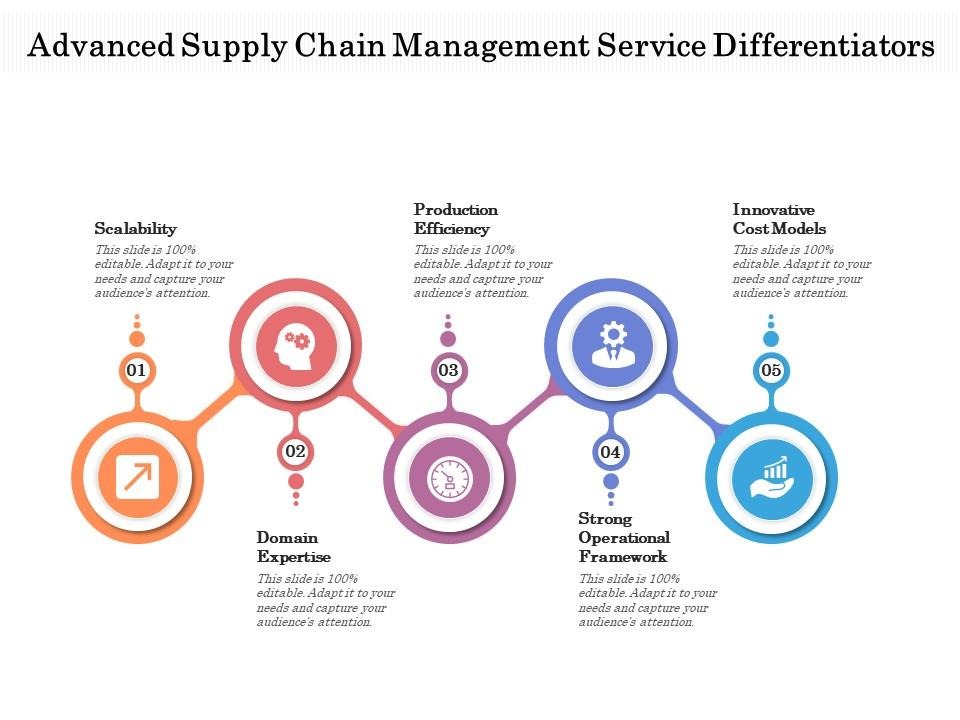 Advanced Supply Chain Management Service Differentiators
Scalability
This slide is 100%
editable. Adapt it to your
needs and capture your
audience's attention.
01
02
Domain
Expertise
This slide is 100%
editable. Adapt it to your
needs and capture your
audience's attention.
Production
Efficiency
This slide is 100%
editable. Adapt it to your
needs and capture your
audience's attention.
03
04
Strong
Operational
Framework
This slide is 100%
editable. Adapt it to your
needs and capture your
audience's attention.
Innovative
Cost Models
This slide is 100%
editable. Adapt it to your
needs and capture your
audience's attention.
05